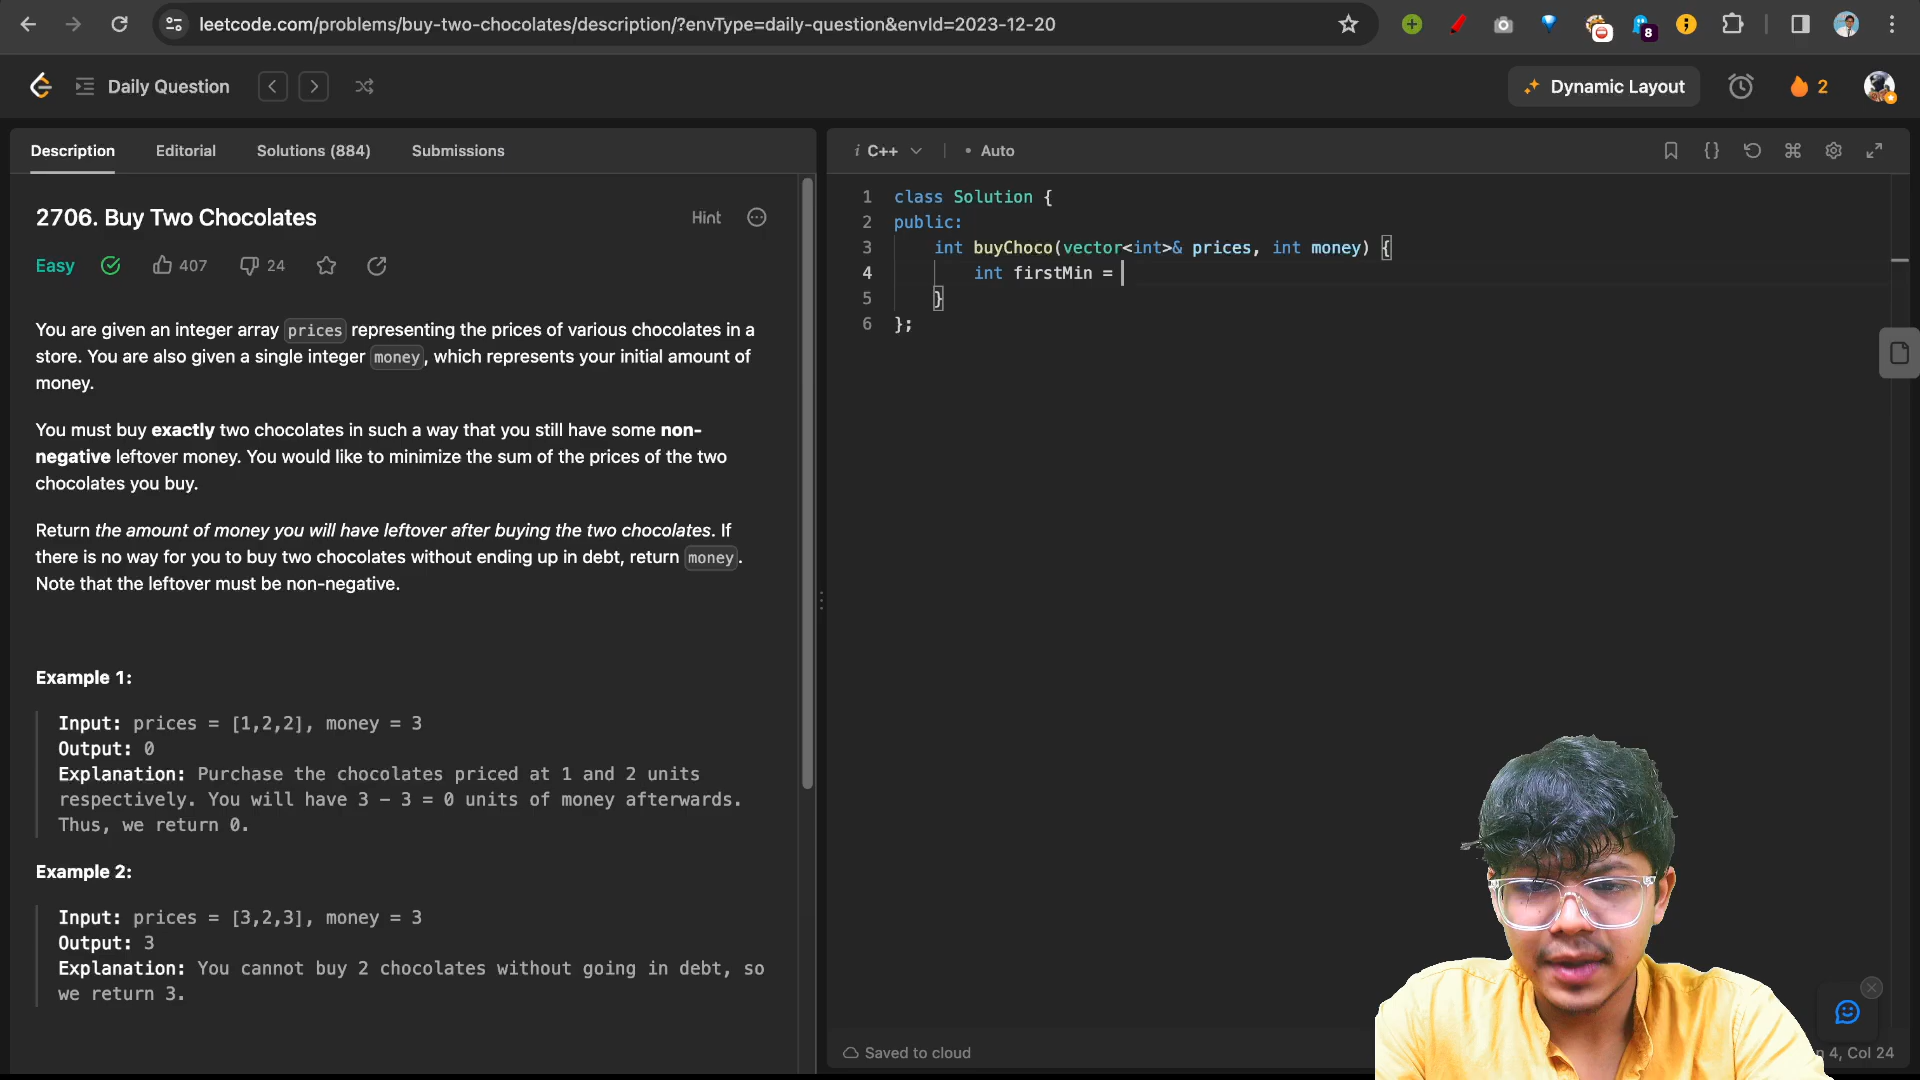 leetcode.com/problems/buy-two-chocolates/description/?envType=daily-question&envId=2023-12-20
8
Daily Question
Dynamic Layout
2
Description
Editorial
Solutions (884)
Submissions
2706. Buy Two Chocolates
Hint
Easy
407
24
You are given an integer array prices representing the prices of various chocolates in a
store. You are also given a single integer money, which represents your initial amount of
money.
You must buy exactly two chocolates in such a way that you still have some non-
negative leftover money. You would like to minimize the sum of the prices of the two
chocolates you buy.
Return the amount of money you will have leftover after buying the two chocolates. If
there is no way for you to buy two chocolates without ending up in debt, return money.
Note that the leftover must be non-negative.
Example 1:
Input: prices = [1,2,2], money = 3
Output: 0
Explanation: Purchase the chocolates priced at 1 and 2 units
respectively. You will have 3 - 3 = 0 units of money afterwards.
Thus, we return 0.
Example 2:
Input: prices = [3,2,3], money = 3
Output: 3
Explanation: You cannot buy 2 chocolates without going in debt, so
we return 3.
i C++
• Auto
1 class Solution {
2 public:
3 int buyChoco(vector<int>& prices, int money) {
4 int firstMin =
5 }
6 };
Saved to cloud
n 4, Col 24